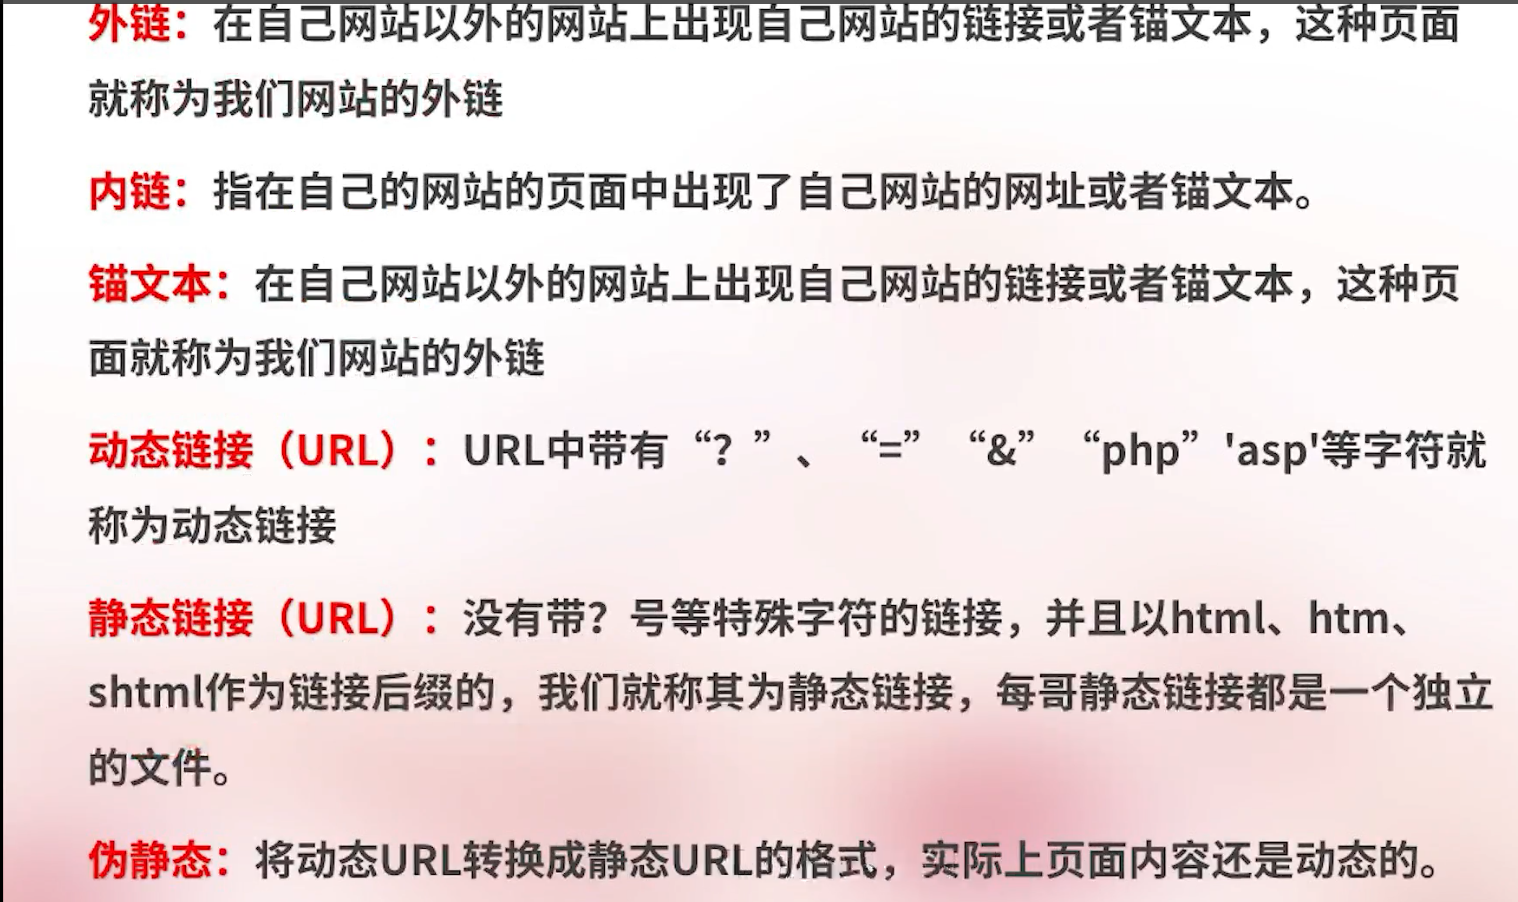 外链：在自己网站以外的网站上出现自己网站的链接或者锚文本，这种页面
就称为我们网站的外链
内链：指在自己的网站的页面中出现了自己网站的网址或者锚文本。
锚文本：在自己网站以外的网站上出现自己网站的链接或者锚文本，这种页
面就称为我们网站的外链
动态链接（URL）：URL中带有“？”、 “=” “&” “php” 'asp'等字符就
称为动态链接
静态链接（URL）：没有带？号等特殊字符的链接，并且以html、htm、
shtml作为链接后缀的，我们就称其为静态链接，每哥静态链接都是一个独立
的文件。
伪静态：将动态URL转换成静态URL的格式，实际上页面内容还是动态的。